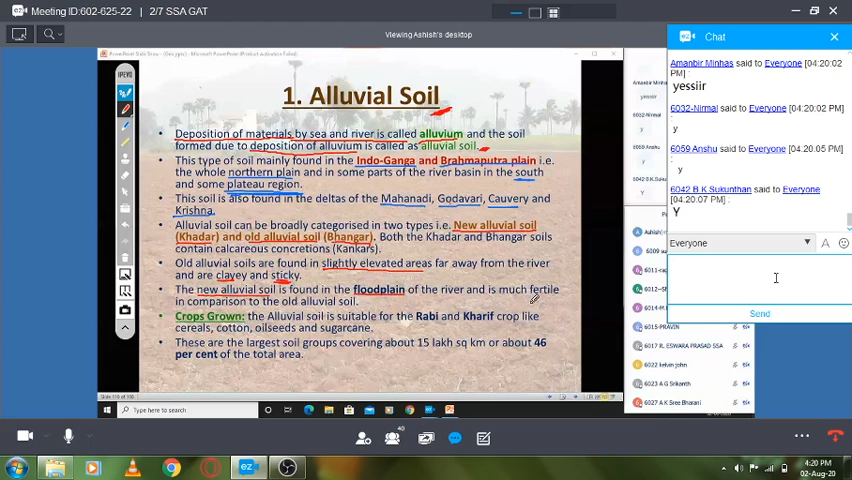 Meeting ID:602-625-22 2/7 SSA GAT
Viewing Ashish's desktop
1. Alluvial Soil
• Deposition of materials by sea and river is called alluvium and the soil
formed due to deposition of alluvium is called as alluvial soil.
• This type of soil mainly found in the Indo-Ganga and Brahmaputra plain i.e.
the whole northern plain and in some parts of the river basin in the south
and some plateau region.
• This soil is also found in the deltas of the Mahanadi, Godavari, Cauvery and
Krishna.
• Alluvial soil can be broadly categorised in two types i.e. New alluvial soil
(Khadar) and old alluvial soil (Bhangar). Both the Khadar and Bhangar soils
contain calcareous concretions (Kankars).
• Old alluvial soils are found in slightly elevated areas far away from the river
and are clayey and sticky.
• The new alluvial soil is found in the floodplain of the river and is much fertile
in comparison to the old alluvial soil.
• Crops Grown: the Alluvial soil is suitable for the Rabi and Kharif crop like
cereals, cotton, oilseeds and sugarcane.
• These are the largest soil groups covering about 15 lakh sq km or about 46
per cent of the total area.
Type here to search
Chat
Amanbir Minhas said to Everyone [04:20:02
PM] :
yessiir
6032-Nirmal said to Everyone [04:20:02
PM] :
y
6059 Anshu said to Everyone [04:20:05
PM] :
y
6042 B K.Sukunthan said to Everyone
[04:20:07 PM] :
Y
Everyone
Send
6015-PRAVIN
6017 R. ESWARA PRASAD SSA
6022 kelvin john
6023 A G Srikanth
6027 A K Sree Bharani
40
4:20 PM
02-Aug-20